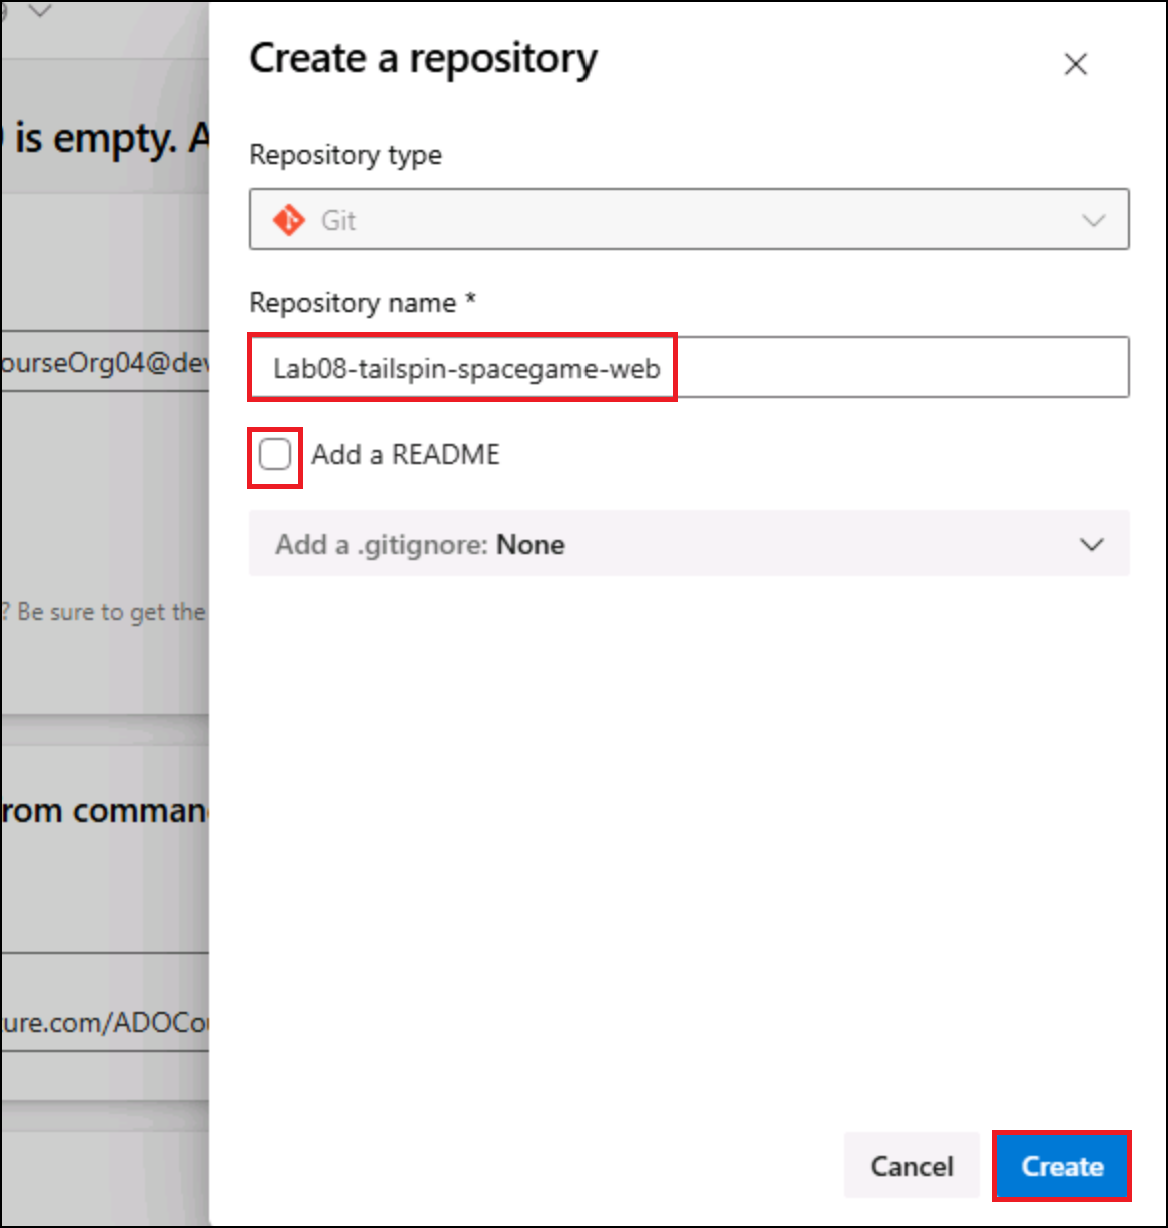 Create a repository
is empty. A
Repository type
Git
Repository name *
ourseOrg04@dev
Lab08-tailspin-spacegame-web
Add a README
Add a .gitignore: None
? Be sure to get the
rom comman
ure.com/ADOCou
Cancel
Create